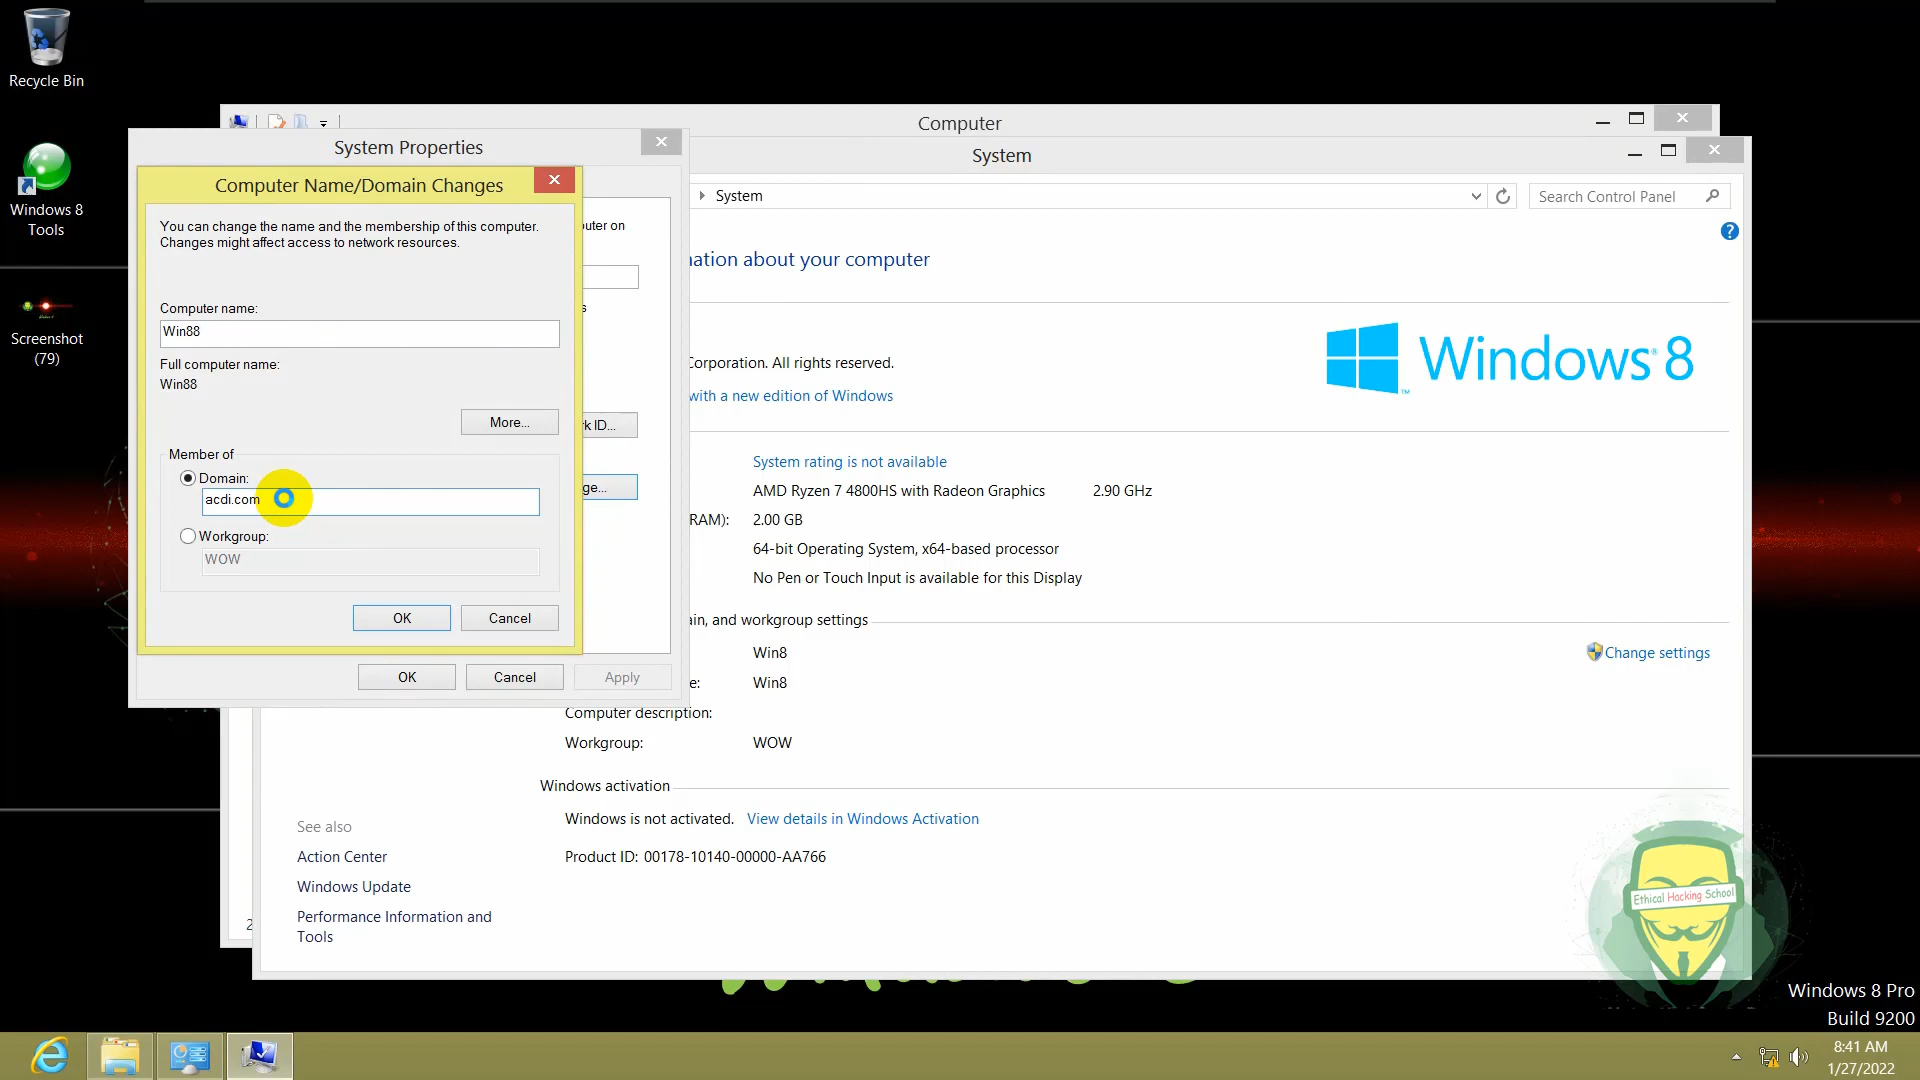 Recycle Bin
Windows 8
Tools
Screenshot
(79)
Computer
System
System Properties
Computer Name/Domain Changes
You can change the name and the membership of this computer.
Changes might affect access to network resources.
Computer name:
Win88
Full computer name:
Win88
More...
Member of
Domain:
acdi.com
Workgroup:
WOW
OK
Cancel
OK
Cancel
Apply
System
Search Control Panel
about your computer
Corporation. All rights reserved.
with a new edition of Windows
Windows® 8
™
System rating is not available
AMD Ryzen 7 4800HS with Radeon Graphics 2.90 GHz
RAM): 2.00 GB
64-bit Operating System, x64-based processor
No Pen or Touch Input is available for this Display
and workgroup settings
Win8
Change settings
Win8
Computer description:
Workgroup: WOW
Windows activation
Windows is not activated. View details in Windows Activation
Product ID: 00178-10140-00000-AA766
See also
Action Center
Windows Update
Performance Information and
Tools
Ethical Hacking School
Windows 8 Pro
Build 9200
8:41 AM
1/27/2022